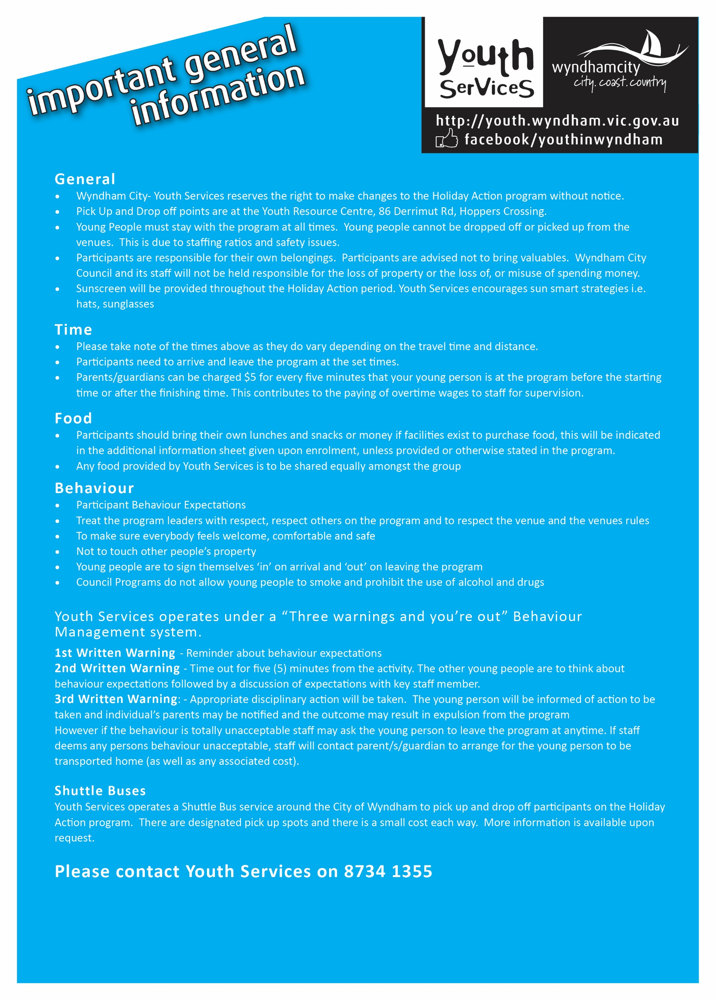 important general
information
Youth
Services
wyndhamcity
city. coast. country
http://youth.wyndham.vic.gov.au
facebook/youthinwyndham
General
• Wyndham City- Youth Services reserves the right to make changes to the Holiday Action program without notice.
• Pick Up and Drop off points are at the Youth Resource Centre, 86 Derrimut Rd, Hoppers Crossing.
• Young People must stay with the program at all times.  Young people cannot be dropped off or picked up from the
venues.  This is due to staffing ratios and safety issues.
• Participants are responsible for their own belongings.  Participants are advised not to bring valuables.  Wyndham City
Council and its staff will not be held responsible for the loss of property or the loss of, or misuse of spending money.
• Sunscreen will be provided throughout the Holiday Action period. Youth Services encourages sun smart strategies i.e.
hats, sunglasses
Time
• Please take note of the times above as they do vary depending on the travel time and distance.
• Participants need to arrive and leave the program at the set times.
• Parents/guardians can be charged $5 for every five minutes that your young person is at the program before the starting
time or after the finishing time. This contributes to the paying of overtime wages to staff for supervision.
Food
• Participants should bring their own lunches and snacks or money if facilities exist to purchase food, this will be indicated
in the additional information sheet given upon enrolment, unless provided or otherwise stated in the program.
• Any food provided by Youth Services is to be shared equally amongst the group
Behaviour
• Participant Behaviour Expectations
• Treat the program leaders with respect, respect others on the program and to respect the venue and the venues rules
• To make sure everybody feels welcome, comfortable and safe
• Not to touch other people’s property
• Young people are to sign themselves ‘in’ on arrival and ‘out’ on leaving the program
• Council Programs do not allow young people to smoke and prohibit the use of alcohol and drugs
Youth Services operates under a “Three warnings and you’re out” Behaviour
Management system.
1st Written Warning - Reminder about behaviour expectations
2nd Written Warning - Time out for five (5) minutes from the activity. The other young people are to think about
behaviour expectations followed by a discussion of expectations with key staff member.
3rd Written Warning: - Appropriate disciplinary action will be taken.  The young person will be informed of action to be
taken and individual’s parents may be notified and the outcome may result in expulsion from the program
However if the behaviour is totally unacceptable staff may ask the young person to leave the program at anytime. If staff
deems any persons behaviour unacceptable, staff will contact parent/s/guardian to arrange for the young person to be
transported home (as well as any associated cost).
Shuttle Buses
Youth Services operates a Shuttle Bus service around the City of Wyndham to pick up and drop off participants on the Holiday
Action program.  There are designated pick up spots and there is a small cost each way.  More information is available upon
request.
Please contact Youth Services on 8734 1355